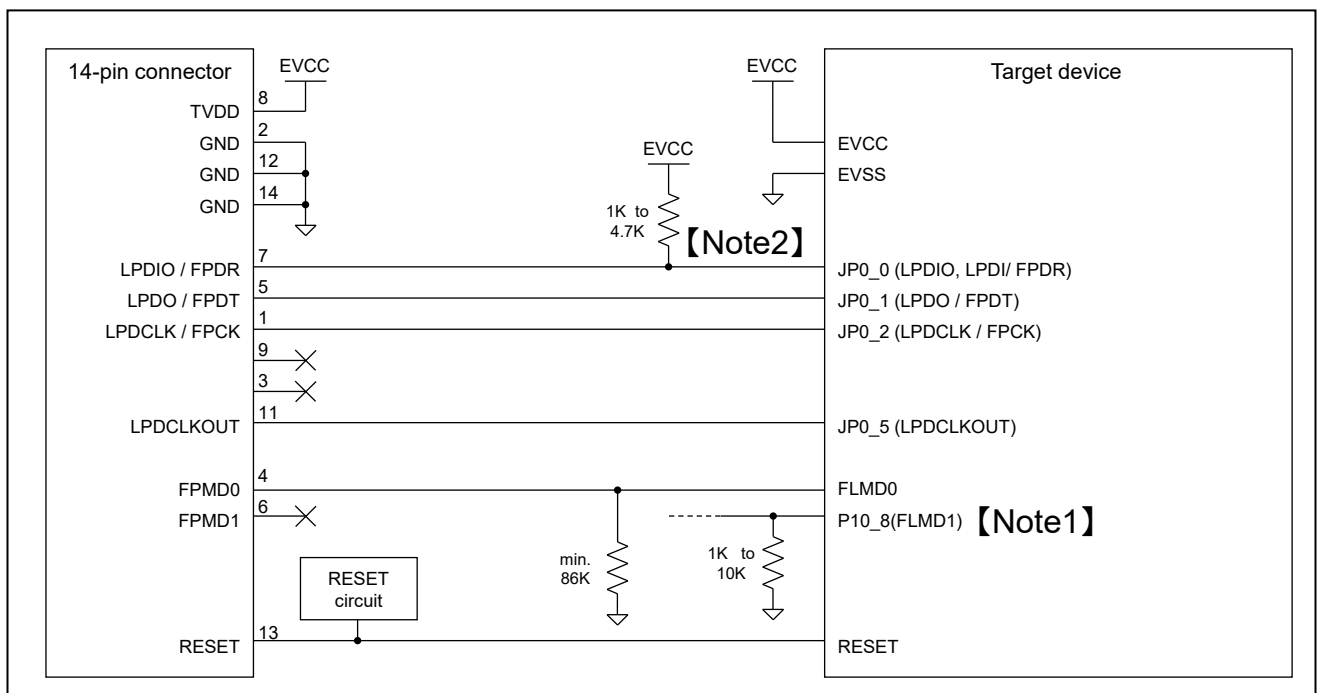 14-pin connector
EVCC
EVCC
Target device
8
TVDD
2
GND
EVCC
EVCC
12
GND
EVSS
14
GND
1K to
4.7K
【Note2】
7
LPDIO / FPDR
JP0_0 (LPDIO, LPDI/ FPDR)
5
LPDO / FPDT
JP0_1 (LPDO / FPDT)
1
LPDCLK / FPCK
JP0_2 (LPDCLK / FPCK)
9
3
11
LPDCLKOUT
JP0_5 (LPDCLKOUT)
4
FPMD0
FLMD0
6
FPMD1
P10_8(FLMD1) 【Note1】
min.
86K
1K to
10K
RESET
circuit
13
RESET
RESET